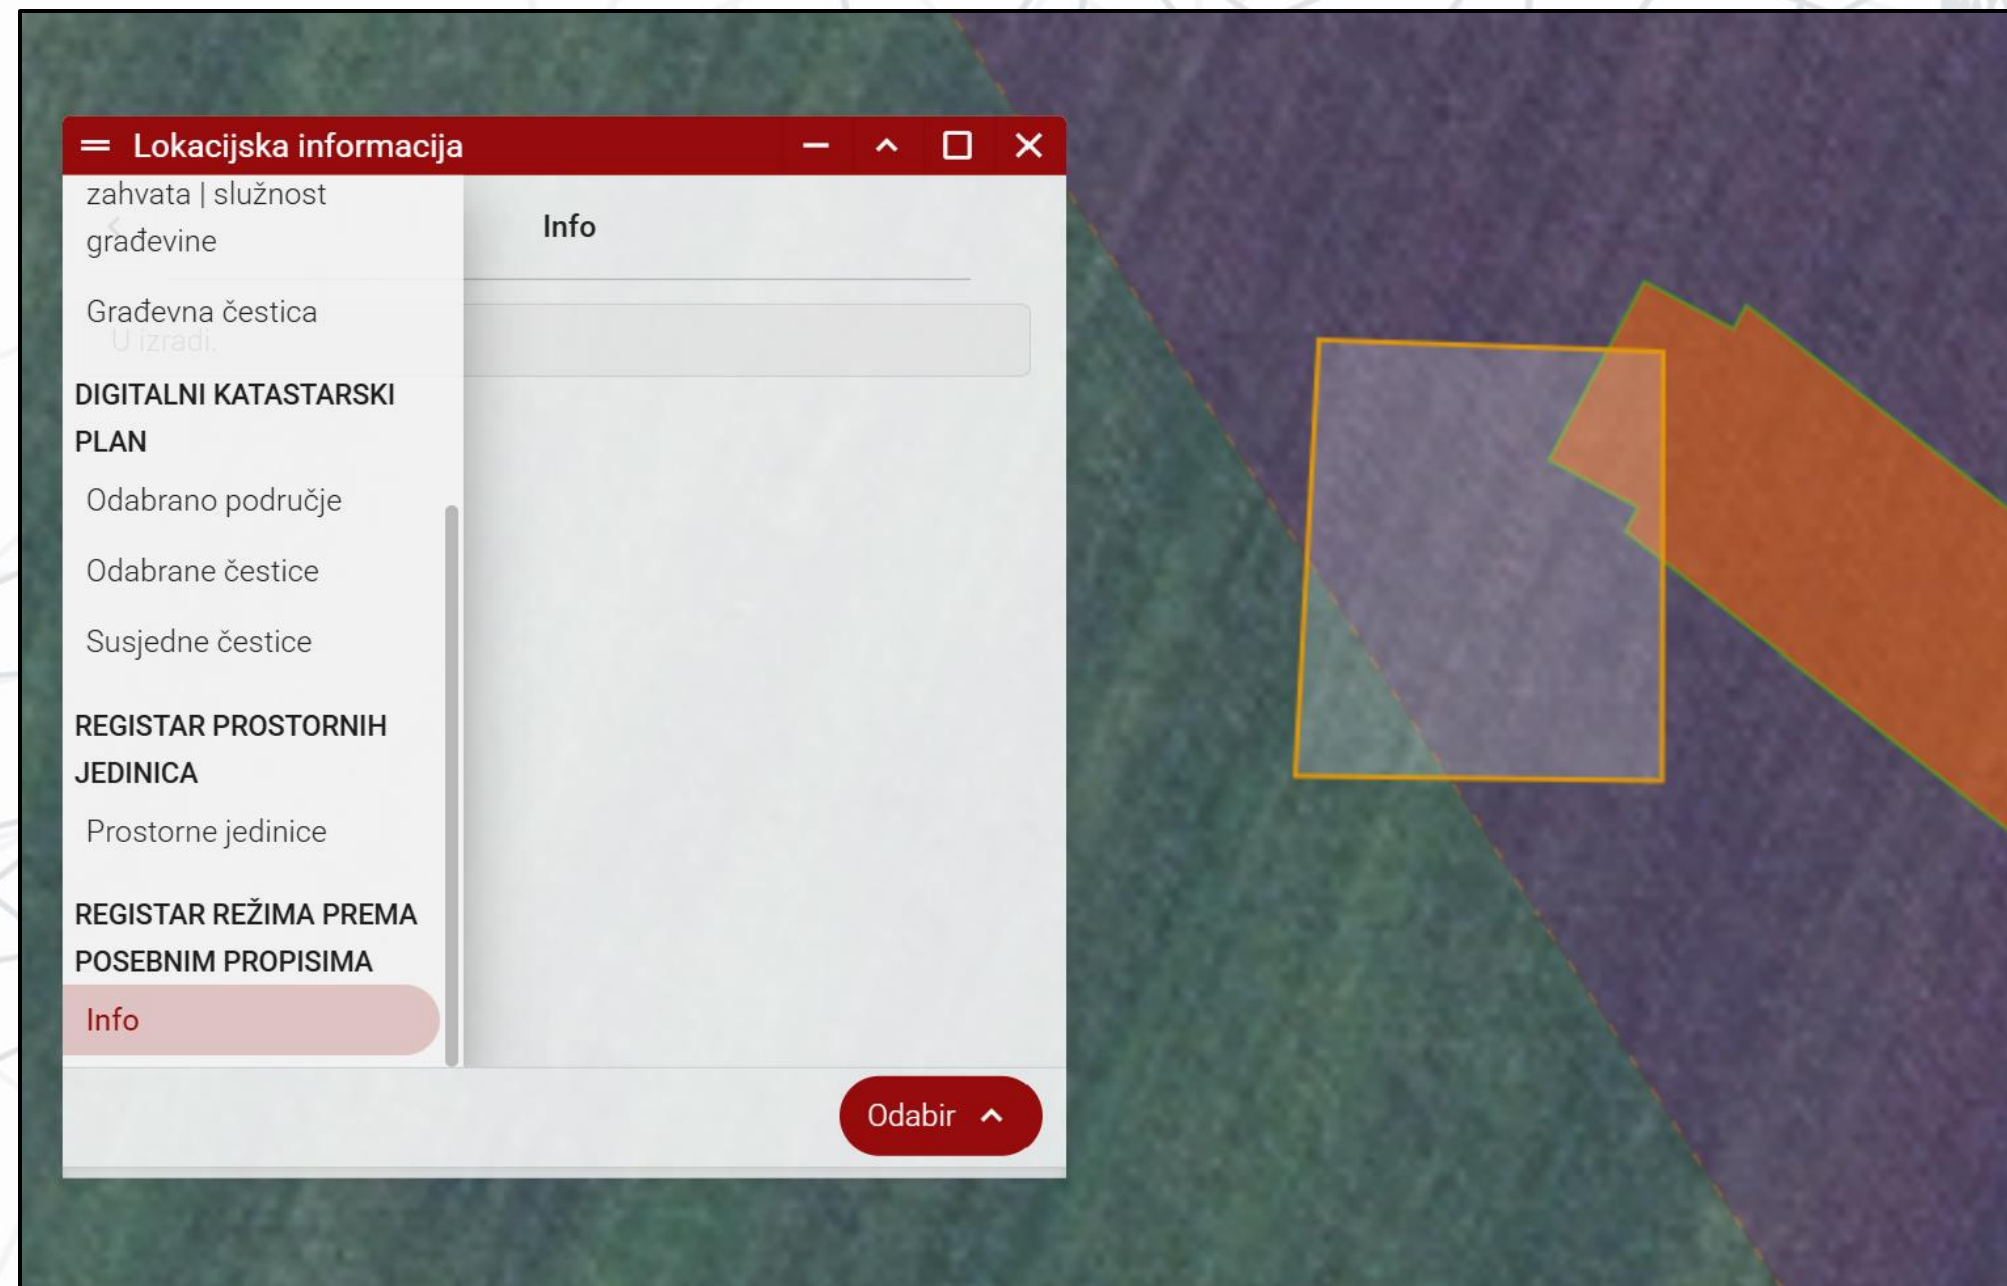 Lokacijska informacija
zahvata | služnost
građevine
Info
Građevna čestica
U izradi.
DIGITALNI KATASTARSKI
PLAN
Odabrano područje
Odabrane čestice
Susjedne čestice
REGISTAR PROSTORNIH
JEDINICA
Prostorne jedinice
REGISTAR REŽIMA PREMA
POSEBNIM PROPISIMA
Info
Odabir